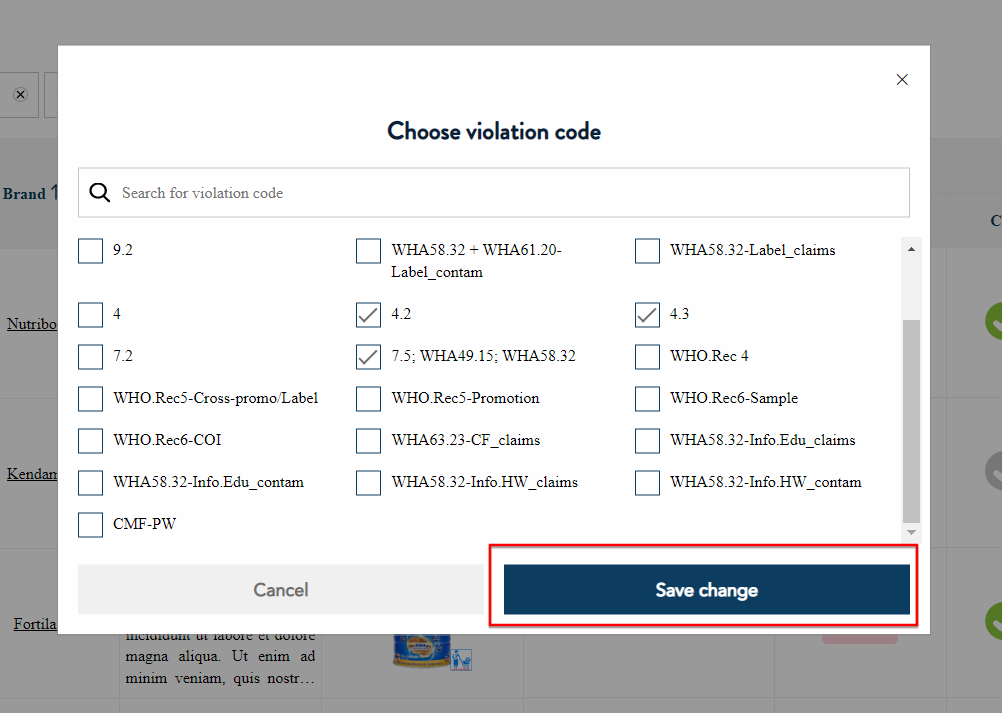 Choose violation code
Search for violation code
9.2
WHA58.32 + WHA61.20-
Label_contam
WHA58.32-Label_claims
4
4.2
4.3
7.2
7.5; WHA49.15; WHA58.32
WHO.Rec 4
WHO.Rec5-Cross-promo/Label
WHO.Rec5-Promotion
WHO.Rec6-Sample
WHO.Rec6-COI
WHA63.23-CF_claims
WHA58.32-Info.Edu_claims
WHA58.32-Info.Edu_contam
WHA58.32-Info.HW_claims
WHA58.32-Info.HW_contam
CMF-PW
Cancel
Save change
Brand
C
Nutribo
Kendam
Fortila
incididunt ut labore et dolore
magna aliqua. Ut enim ad
minim veniam, quis nostr...